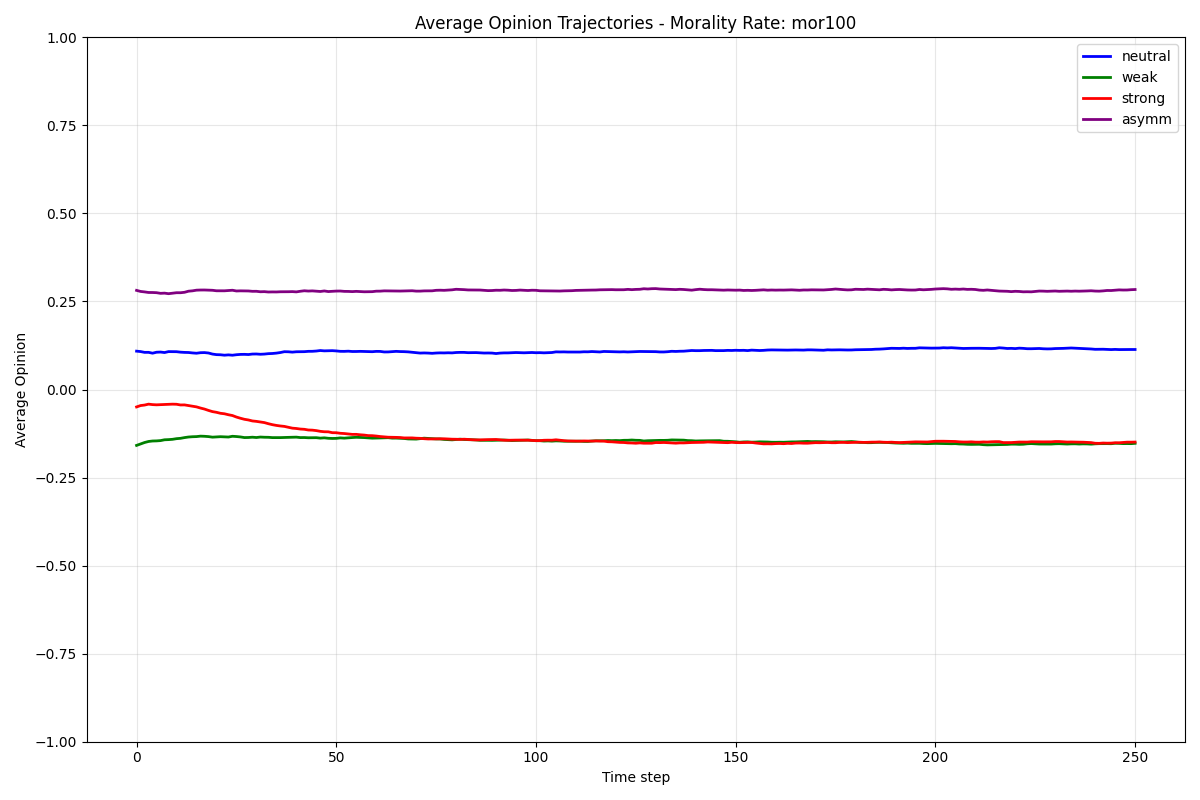 Average Opinion Trajectories - Morality Rate: mor100
1.00
0.75
0.50
0.25
0.00
−0.25
−0.50
−0.75
−1.00
Average Opinion
neutral
weak
strong
asymm
0
50
100
150
200
250
Time step